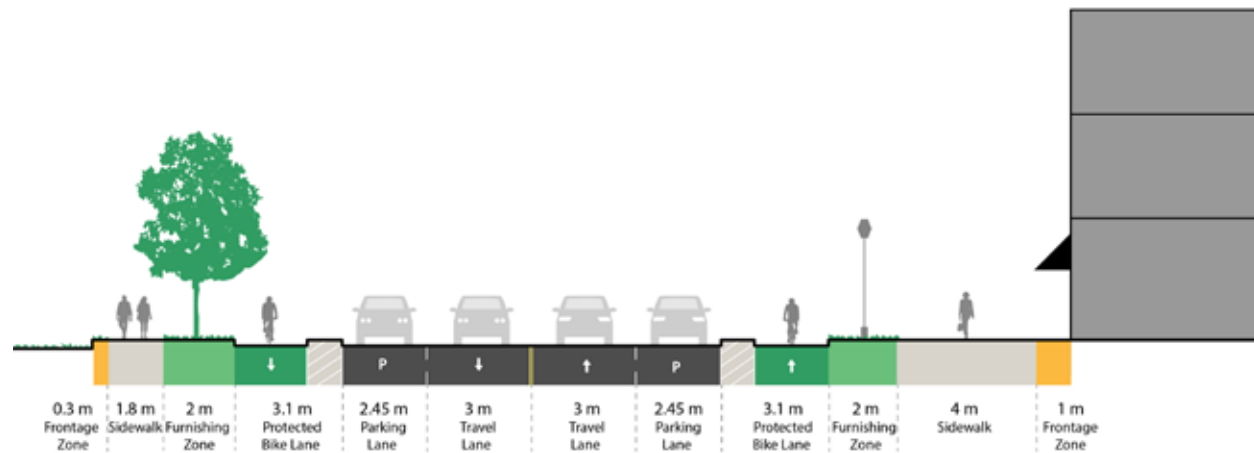 P
P
0.3 m
Frontage
Zone
1.8 m
Sidewalk
2 m
Furnishing
Zone
3.1 m
Protected
Bike Lane
2.45 m
Parking
Lane
3 m
Travel
Lane
3 m
Travel
Lane
2.45 m
Parking
Lane
3.1 m
Protected
Bike Lane
2 m
Furnishing
Zone
4 m
Sidewalk
1 m
Frontage
Zone